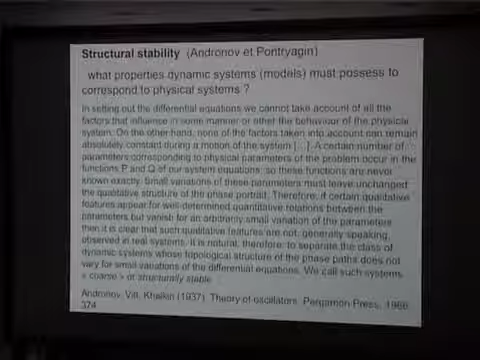 Structural stability (Andronov et Pontryagin)
what properties dynamic systems (models) must possess to
correspond to physical systems ?
In setting out the differential equations we cannot take account of all the
factors that influence in some manner or other the behaviour of the physical
system. On the other hand, none of the factors taken into account can remain
absolutely constant during a motion of the system [...]. A certain number of
parameters corresponding to physical parameters of the problem occur in the
functions P and Q of our system equations, so these functions are never
known exactly. Small variations of these parameters must leave unchanged
the qualitative structure of the phase portrait. Therefore, if certain qualitative
features appear for well-determined quantitative relations between the
parameters but vanish for an arbitrarily small variation of the parameters
then it is clear that such qualitative features are not, generally speaking,
observed in real systems. It is natural, therefore, to separate the class of
dynamic systems whose topological structure of the phase paths does not
vary for small variations of the differential equations. We call such systems
« coarse » or structurally stable
Andronov, Vitt, Khaikin (1937). Theory of oscillators. Pergamon Press, 1966
374